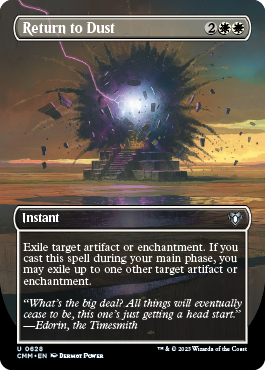 Return to Dust 2
Instant
Exile target artifact or enchantment. If you
cast this spell during your main phase, you
may exile up to one other target artifact or
enchantment.
“What’s the big deal? All things will eventually
cease to be, this one’s just getting a head start.”
—Edorin, the Timesmith
U 0628
CMM • EN Dermot Power ™ & © 2023 Wizards of the Coast